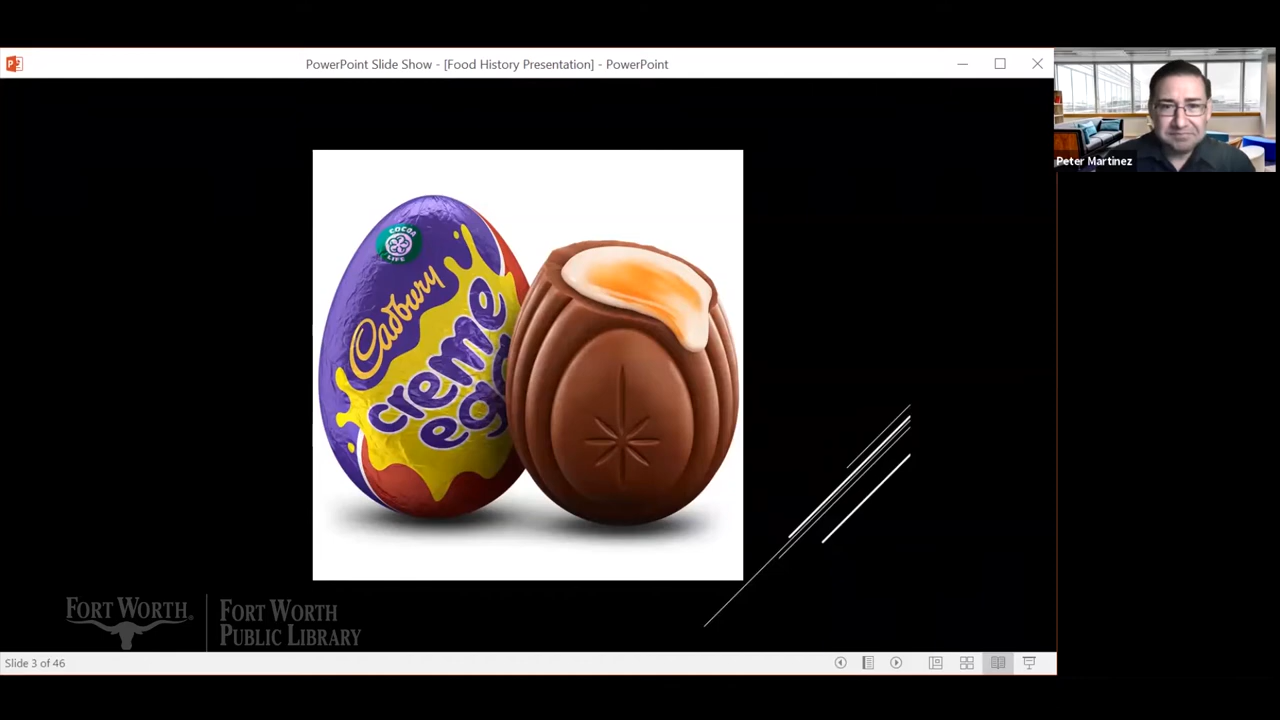 PowerPoint Slide Show - [Food History Presentation] - PowerPoint
Peter Martinez
COCOA
LIFE
Cadbury
creme
egg
FORT WORTH®
FORT WORTH
PUBLIC LIBRARY
Slide 3 of 46